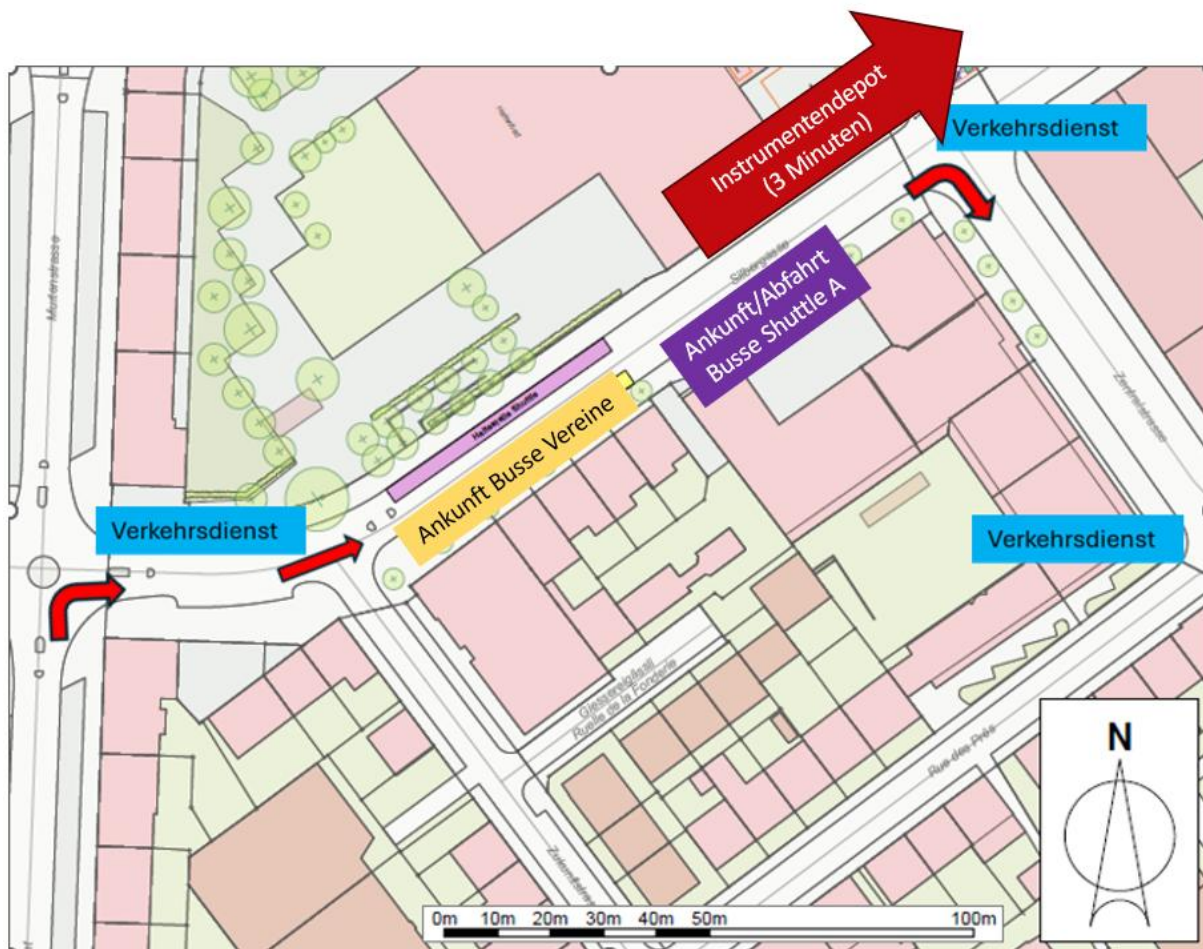 Instrumentendepot
(3 Minuten)
Verkehrsdienst
Murtenstrasse
Silbergasse
Ankunft/Abfahrt
Busse Shuttle A
Haltestelle Shuttle
Ankunft Busse Vereine
Zentralstrasse
Verkehrsdienst
Verkehrsdienst
Giessereigässli
Ruelle de la Fonderie
Rue des Prés
N
0m 10m 20m 30m 40m 50m 100m